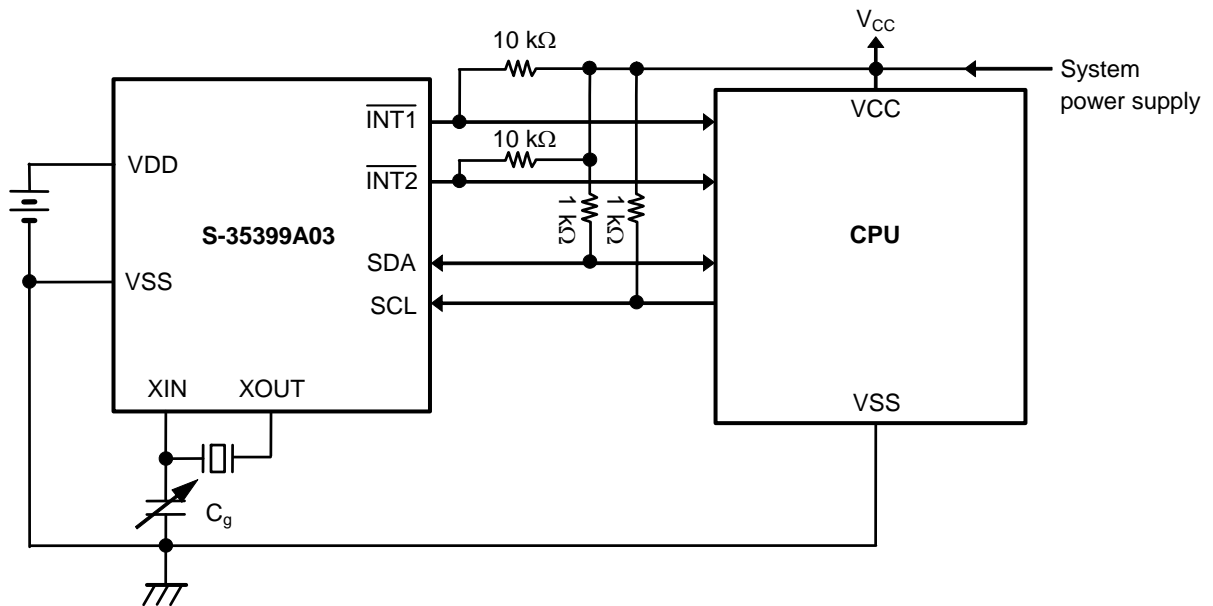 V_CC
10 kΩ
System
power supply
INT1
VCC
10 kΩ
VDD
INT2
1 kΩ
1 kΩ
S-35399A03
CPU
SDA
VSS
SCL
XIN
XOUT
VSS
C_g